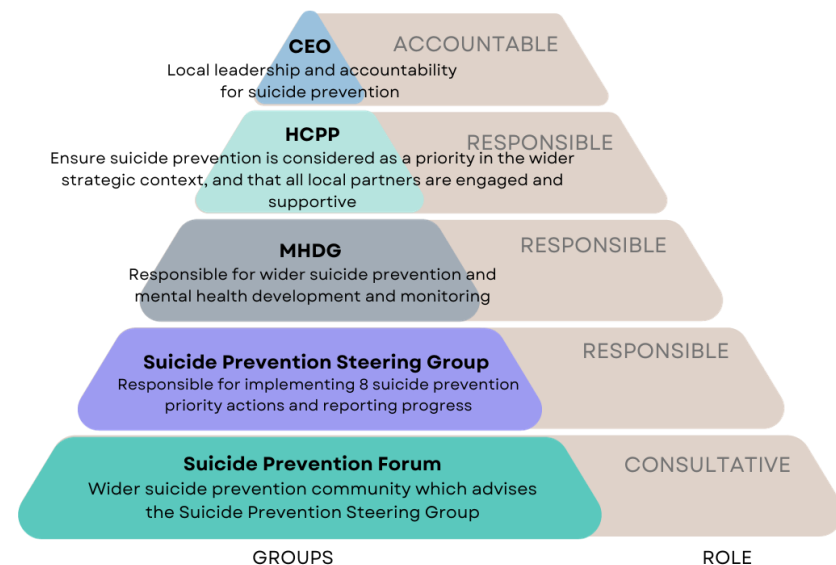 CEO
ACCOUNTABLE
Local leadership and accountability
for suicide prevention
HCPP
RESPONSIBLE
Ensure suicide prevention is considered as a priority in the wider
strategic context, and that all local partners are engaged and
supportive
MHDG
RESPONSIBLE
Responsible for wider suicide prevention and
mental health development and monitoring
Suicide Prevention Steering Group
RESPONSIBLE
Responsible for implementing 8 suicide prevention
priority actions and reporting progress
Suicide Prevention Forum
CONSULTATIVE
Wider suicide prevention community which advises
the Suicide Prevention Steering Group
GROUPS
ROLE